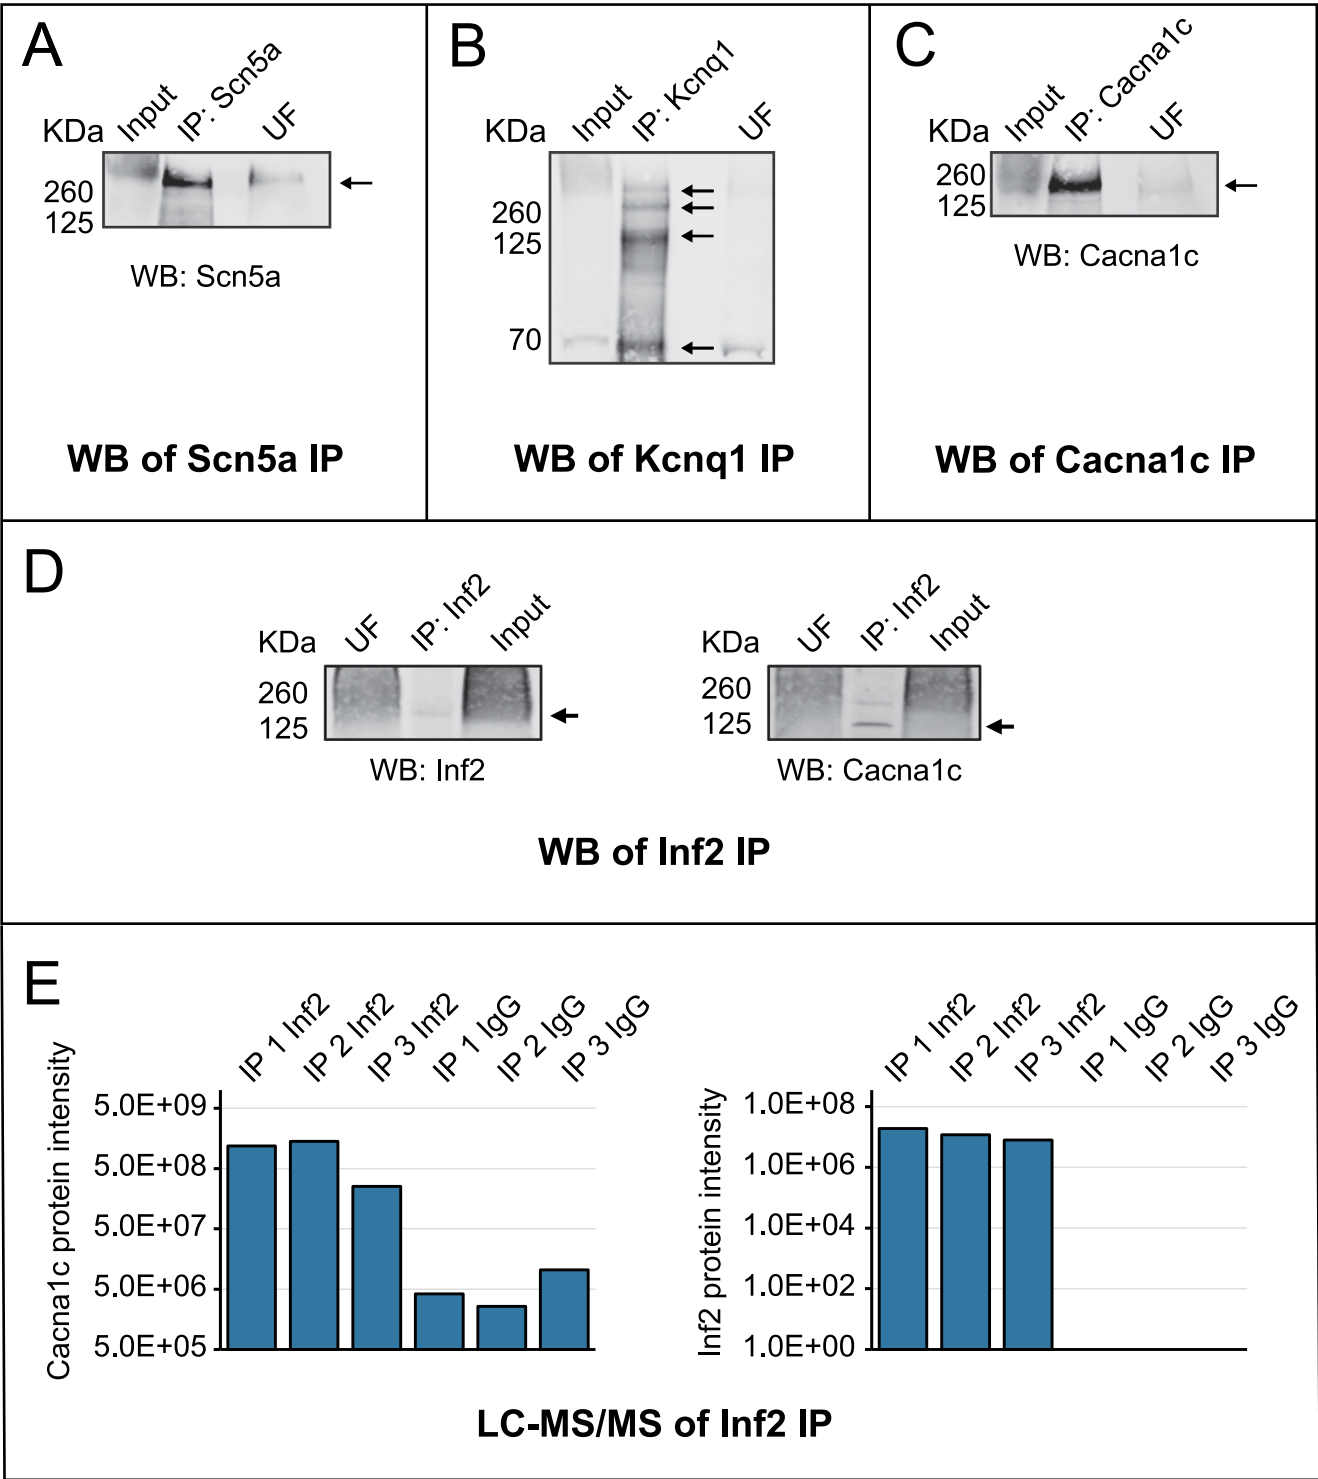 A
KDa Input IP: Scn5a UF
260
125
WB: Scn5a
WB of Scn5a IP
B
KDa Input IP: Kcnq1 UF
260
125
70
WB of Kcnq1 IP
C
KDa Input IP: Cacna1c UF
260
125
WB: Cacna1c
WB of Cacna1c IP
D
KDa UF IP: Inf2 Input
260
125
WB: Inf2
KDa UF IP: Inf2 Input
260
125
WB: Cacna1c
WB of Inf2 IP
E
Cacna1c protein intensity
IP 1 Inf2 IP 2 Inf2 IP 3 Inf2 IP 1 IgG IP 2 IgG IP 3 IgG
5.0E+09
5.0E+08
5.0E+07
5.0E+06
5.0E+05
Inf2 protein intensity
IP 1 Inf2 IP 2 Inf2 IP 3 Inf2 IP 1 IgG IP 2 IgG IP 3 IgG
1.0E+08
1.0E+06
1.0E+04
1.0E+02
1.0E+00
LC-MS/MS of Inf2 IP